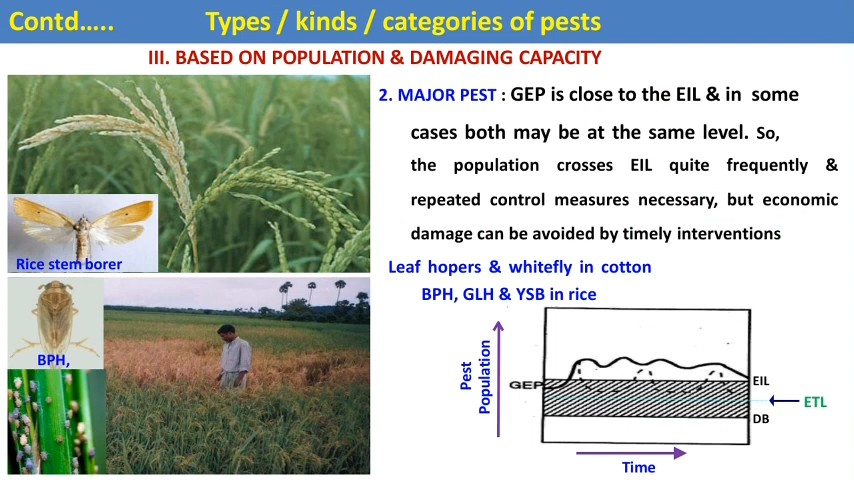 Contd….. Types / kinds / categories of pests
III. BASED ON POPULATION & DAMAGING CAPACITY
2. MAJOR PEST : GEP is close to the EIL & in some
cases both may be at the same level. So,
the population crosses EIL quite frequently &
repeated control measures necessary, but economic
damage can be avoided by timely interventions
Leaf hopers & whitefly in cotton
BPH, GLH & YSB in rice
Rice stem borer
BPH,
Pest
Population
GEP
EIL
ETL
DB
Time